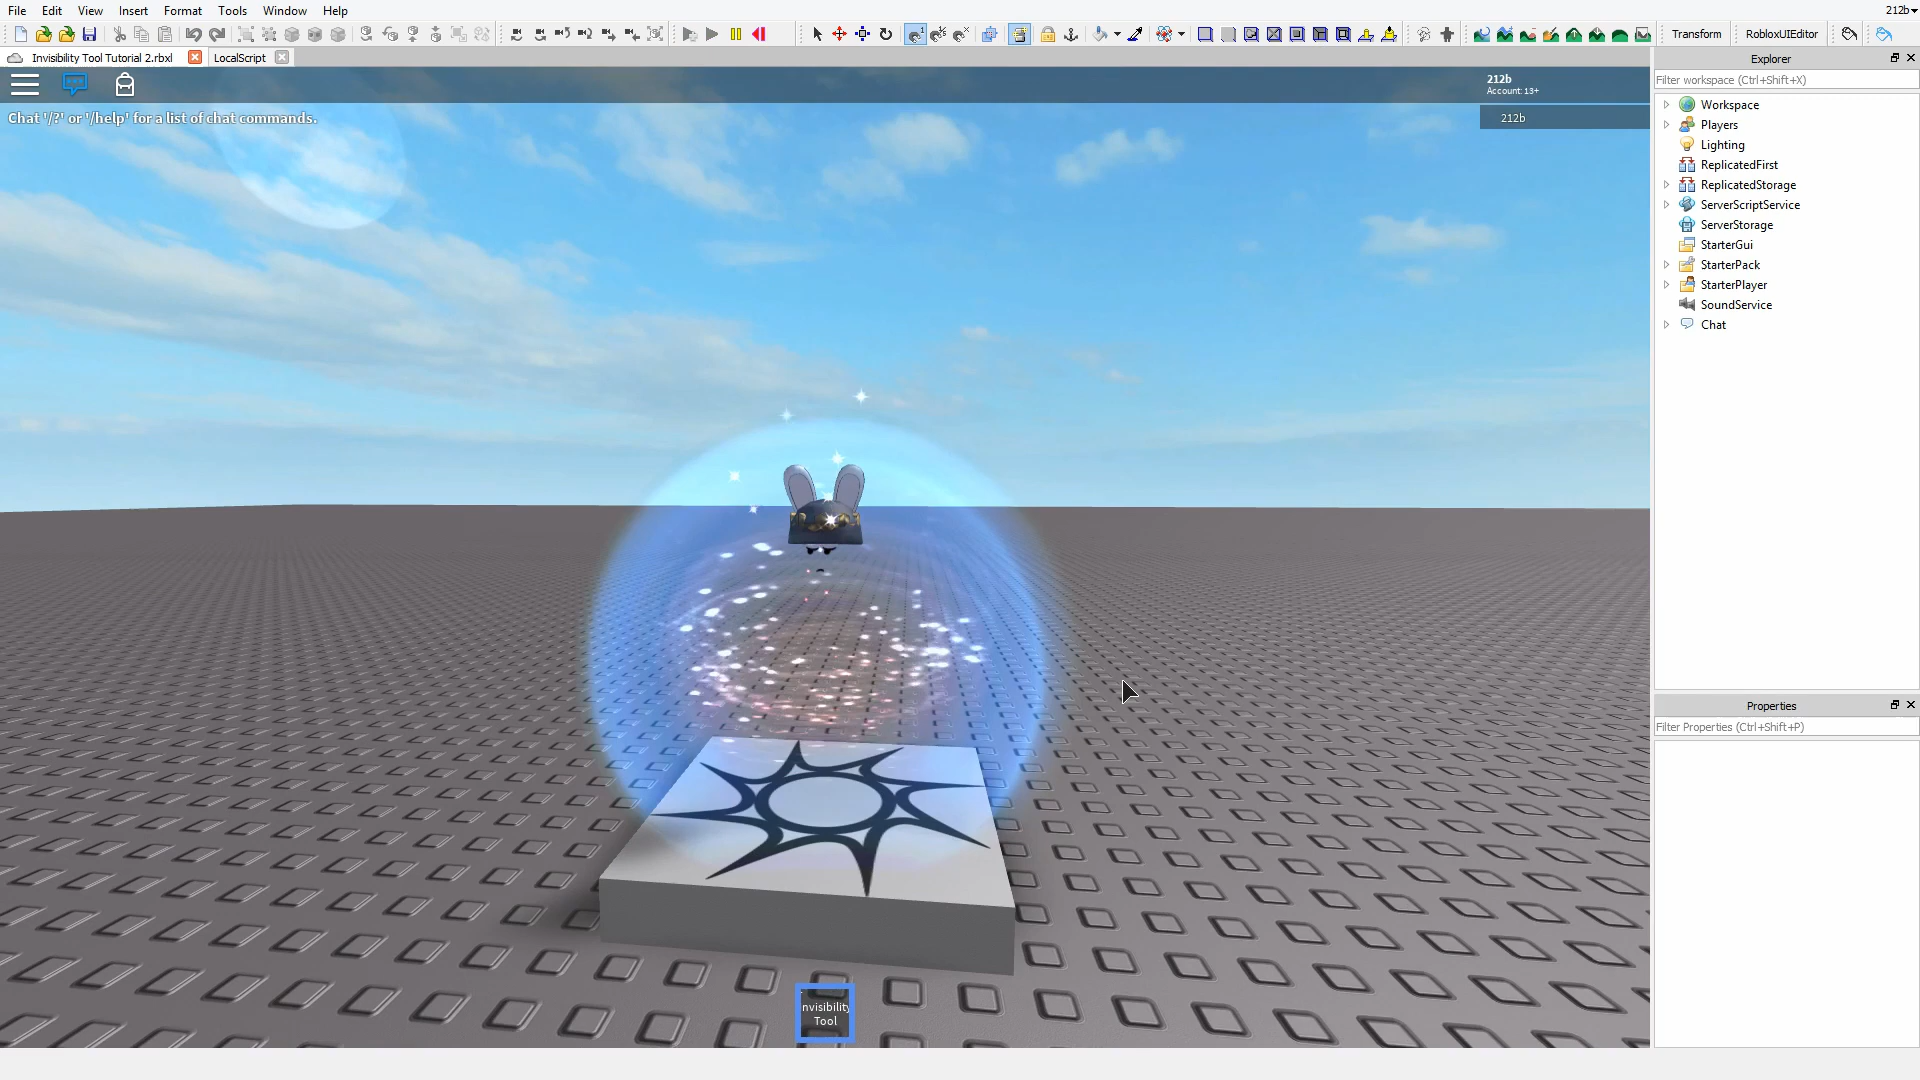 File Edit View Insert Format Tools Window Help
212b
Transform RobloxUIEditor
Invisibility Tool Tutorial 2.rbxl LocalScript
Explorer
212b
Account: 13+
Filter workspace (Ctrl+Shift+X)
Chat '/?' or '/help' for a list of chat commands.
212b
Workspace
Players
Lighting
ReplicatedFirst
ReplicatedStorage
ServerScriptService
ServerStorage
StarterGui
StarterPack
StarterPlayer
SoundService
Chat
Properties
Filter Properties (Ctrl+Shift+P)
nvisibility
Tool